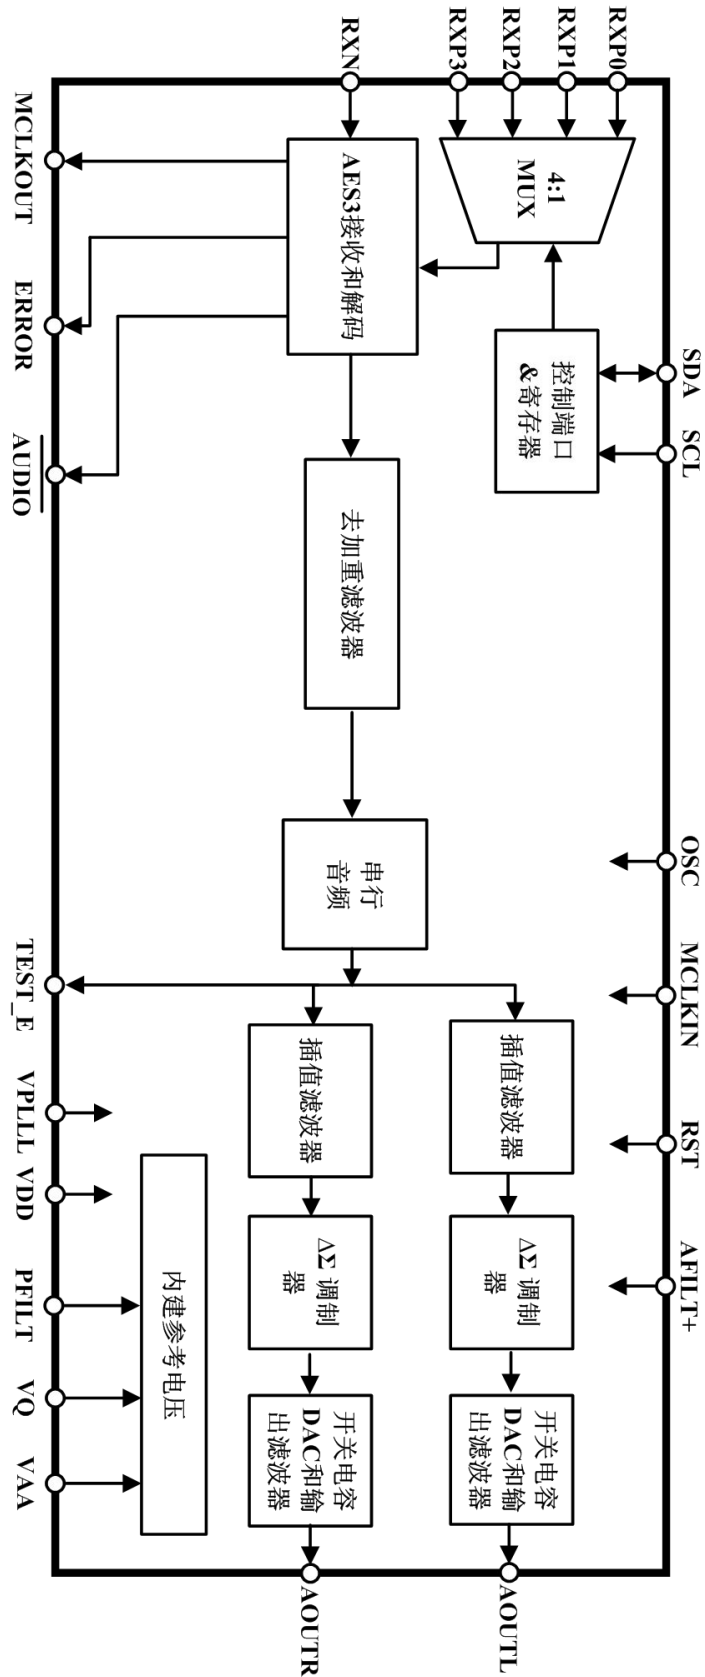 RXP0
RXP1
RXP2
RXP3
RXN
4:1
MUX
AES3接收和解码
控制端口
&寄存器
SDA
SCL
OSC
MCLKIN
RST
AFILT+
去加重滤波器
串行
音频
插值滤波器
ΔΣ 调制
器
开关电容
DAC和输
出滤波器
AOUTL
插值滤波器
ΔΣ 调制
器
开关电容
DAC和输
出滤波器
AOUTR
内建参考电压
MCLKOUT
ERROR
AUDIO
TEST_E
VPLLL
VDD
PFILT
VQ
VAA